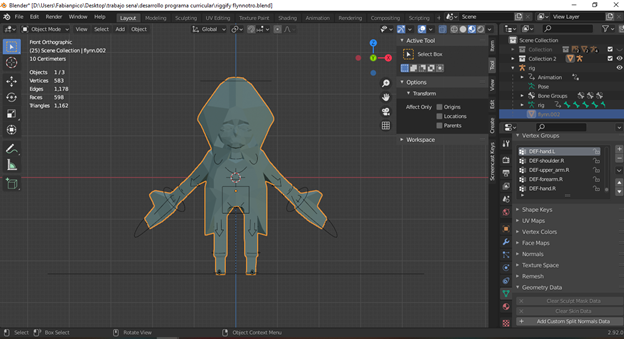 Blender* [D:\Users\Fabianpico\Desktop\trabajo sena\desarrollo programa curricular\riggify flynnotro.blend]
File Edit Render Window Help Layout Modeling Sculpting UV Editing Texture Paint Shading Animation Rendering Compositing Scripting Scene View Layer
Object Mode View Select Add Object Global
Front Orthographic
(25) Scene Collection | flynn.002
10 Centimeters
Objects 1/3
Vertices 583
Edges 1,178
Faces 598
Triangles 1,162
Active Tool
Select Box
Options
Transform
Affect Only Origins
Locations
Parents
Workspace
Item
Tool
View
Edit
Create
Screencast Keys
Scene Collection
Collection
Collection 2
rig
Animation
Pose
Bone Groups
rig
flynn.002
Vertex Groups
DEF-hand.L
DEF-shoulder.R
DEF-upper_arm.R
DEF-forearm.R
DEF-hand.R
Shape Keys
UV Maps
Vertex Colors
Face Maps
Normals
Texture Space
Remesh
Geometry Data
Clear Sculpt Mask Data
Clear Skin Data
Add Custom Split Normals Data
Select Box Select Rotate View Object Context Menu 2.92.0